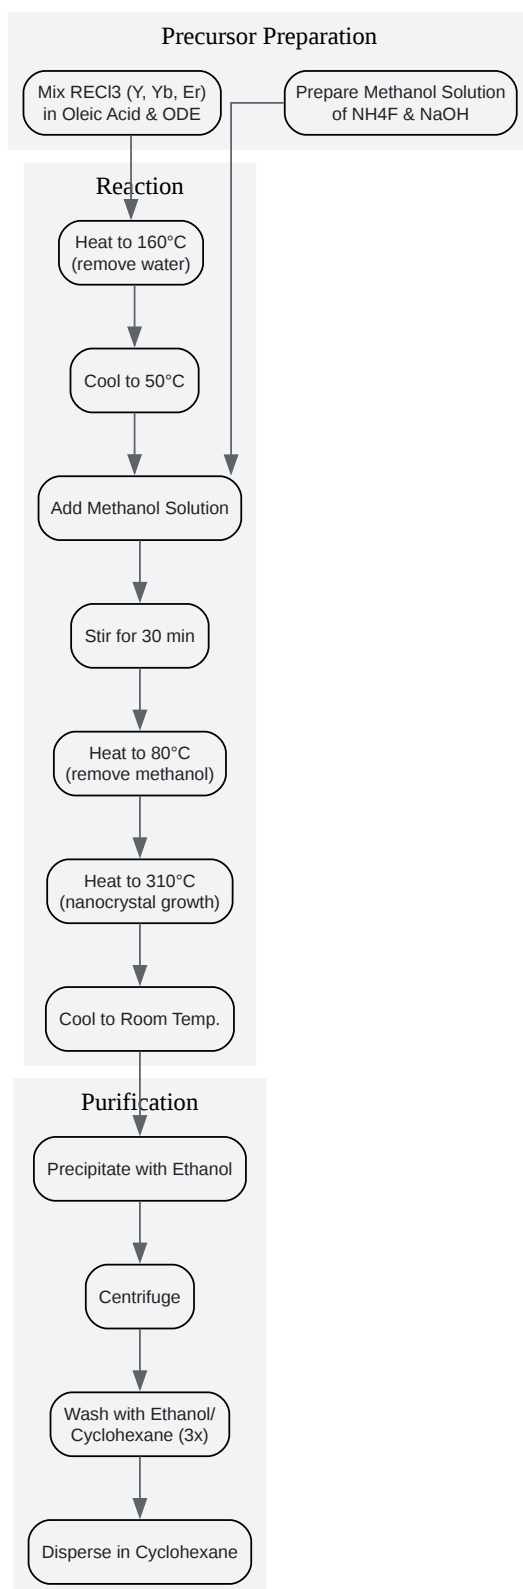 Precursor Preparation
Mix RECl3 (Y, Yb, Er)
in Oleic Acid & ODE
Prepare Methanol Solution
of NH4F & NaOH
Reaction
Heat to 160°C
(remove water)
Cool to 50°C
Add Methanol Solution
Stir for 30 min
Heat to 80°C
(remove methanol)
Heat to 310°C
(nanocrystal growth)
Cool to Room Temp.
Purification
Precipitate with Ethanol
Centrifuge
Wash with Ethanol/
Cyclohexane (3x)
Disperse in Cyclohexane